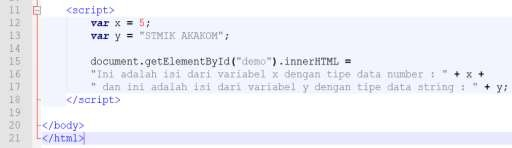 11 <script>
12 var x = 5;
13 var y = "STMIK AKAKOM";
14
15 document.getElementById("demo").innerHTML =
16 "Ini adalah isi dari variabel x dengan tipe data number : " + x +
17 " dan ini adalah isi dari variabel y dengan tipe data string : " + y;
18 </script>
19
20 </body>
21 </html>